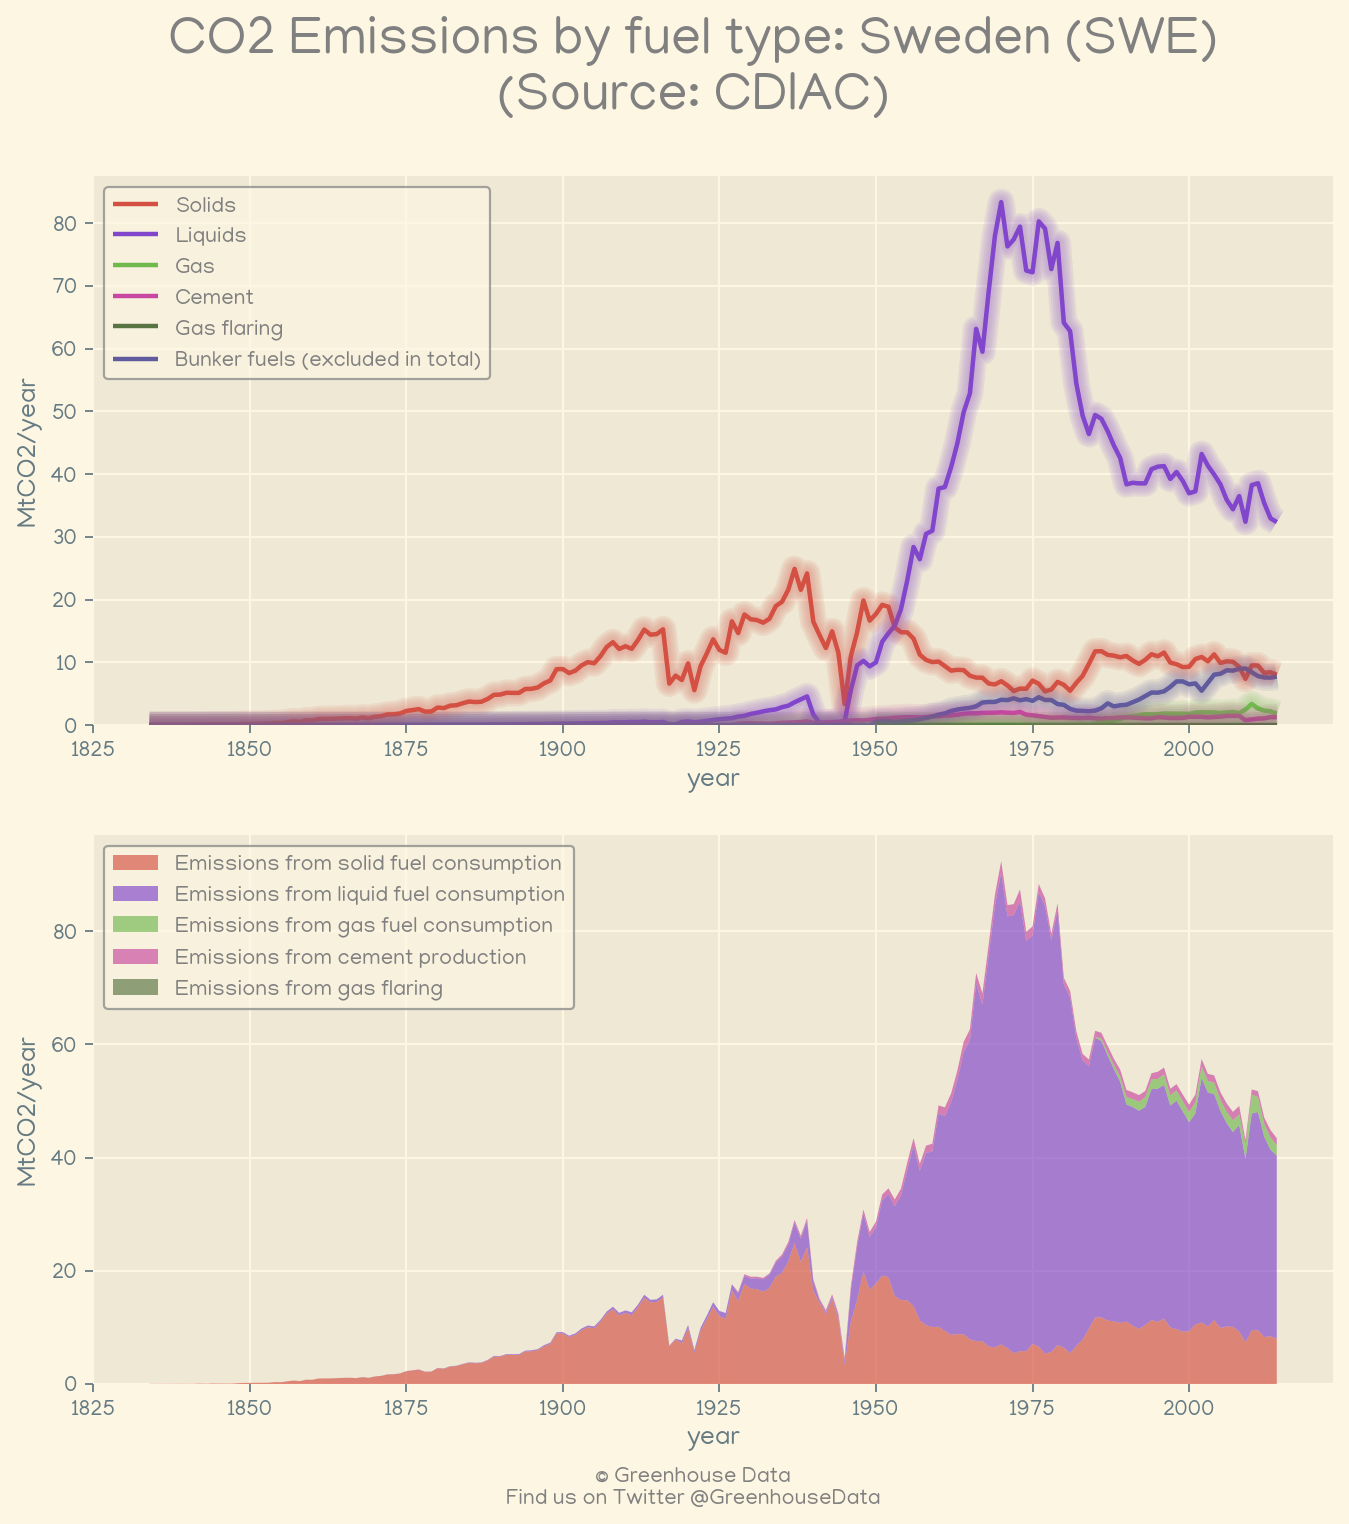 CO2 Emissions by fuel type: Sweden (SWE)
(Source: CDIAC)
Solids
Liquids
Gas
Cement
Gas flaring
Bunker fuels (excluded in total)
MtCO2/year
80
70
60
50
40
30
20
10
0
1825 1850 1875 1900 1925 1950 1975 2000
year
Emissions from solid fuel consumption
Emissions from liquid fuel consumption
Emissions from gas fuel consumption
Emissions from cement production
Emissions from gas flaring
MtCO2/year
80
60
40
20
0
1825 1850 1875 1900 1925 1950 1975 2000
year
© Greenhouse Data
Find us on Twitter @GreenhouseData